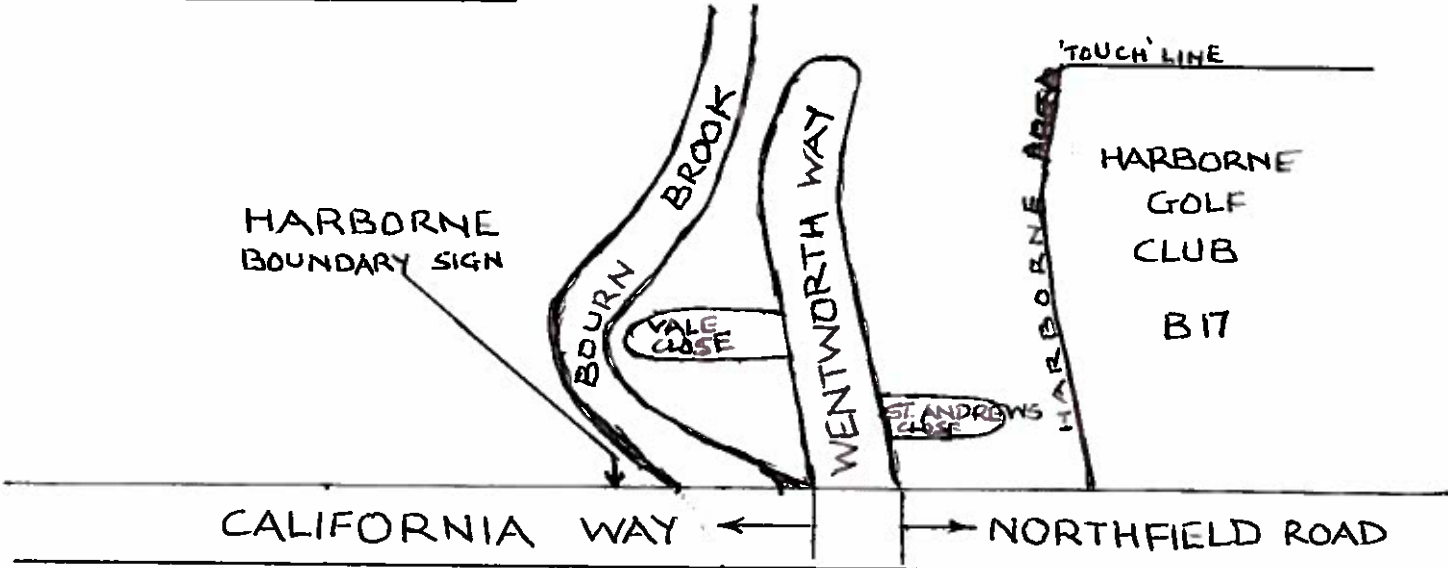 'TOUCH' LINE
HARBORNE
BOUNDARY SIGN
BOURN BROOK
VALE
CLOSE
WENTWORTH WAY
ST. ANDREWS
CLOSE
HARBORNE AREA
HARBORNE
GOLF
CLUB
B17
CALIFORNIA WAY
NORTHFIELD ROAD